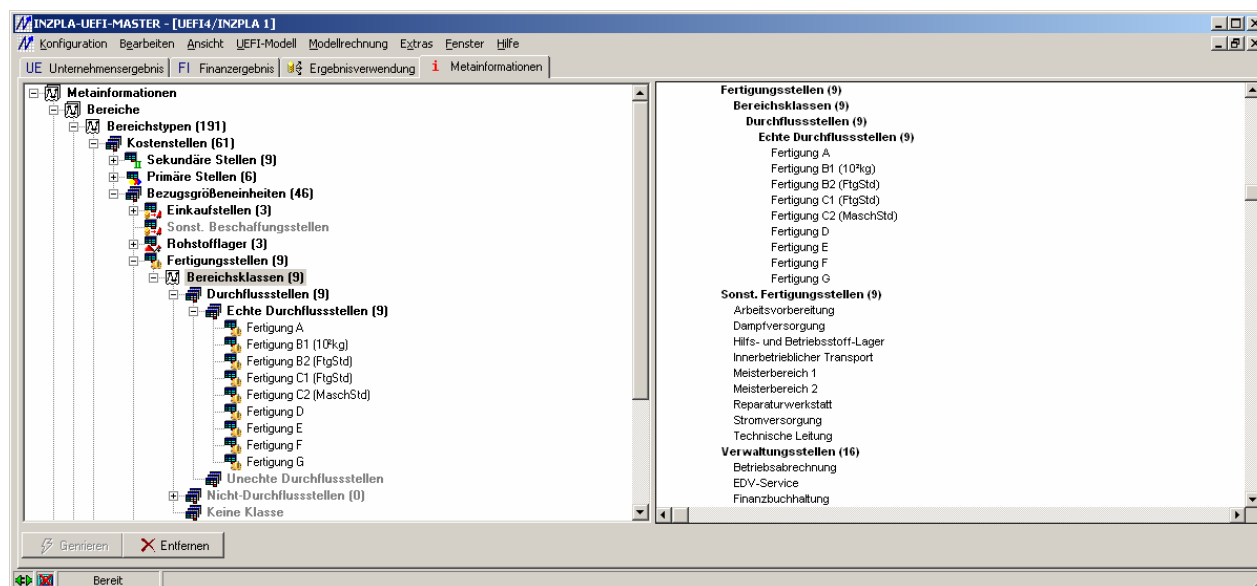 INZPLA-UEFI-MASTER - [UEFI4/INZPLA 1]
Konfiguration Bearbeiten Ansicht UEFI-Modell Modellrechnung Extras Fenster Hilfe
UE Unternehmensergebnis FI Finanzergebnis Ergebnisverwendung i Metainformationen
Metainformationen
Bereiche
Bereichstypen (191)
Kostenstellen (61)
Sekundäre Stellen (9)
Primäre Stellen (6)
Bezugsgrößeneinheiten (46)
Einkaufstellen (3)
Sonst. Beschaffungsstellen
Rohstofflager (3)
Fertigungsstellen (9)
Bereichsklassen (9)
Durchflussstellen (9)
Echte Durchflussstellen (9)
Fertigung A
Fertigung B1 (10²kg)
Fertigung B2 (FtgStd)
Fertigung C1 (FtgStd)
Fertigung C2 (MaschStd)
Fertigung D
Fertigung E
Fertigung F
Fertigung G
Unechte Durchflussstellen
Nicht-Durchflussstellen (0)
Keine Klasse
Fertigungsstellen (9)
Bereichsklassen (9)
Durchflussstellen (9)
Echte Durchflussstellen (9)
Fertigung A
Fertigung B1 (10²kg)
Fertigung B2 (FtgStd)
Fertigung C1 (FtgStd)
Fertigung C2 (MaschStd)
Fertigung D
Fertigung E
Fertigung F
Fertigung G
Sonst. Fertigungsstellen (9)
Arbeitsvorbereitung
Dampfversorgung
Hilfs- und Betriebsstoff-Lager
Innerbetrieblicher Transport
Meisterbereich 1
Meisterbereich 2
Reparaturwerkstatt
Stromversorgung
Technische Leitung
Verwaltungsstellen (16)
Betriebsabrechnung
EDV-Service
Finanzbuchhaltung
Genrieren Entfernen
Bereit